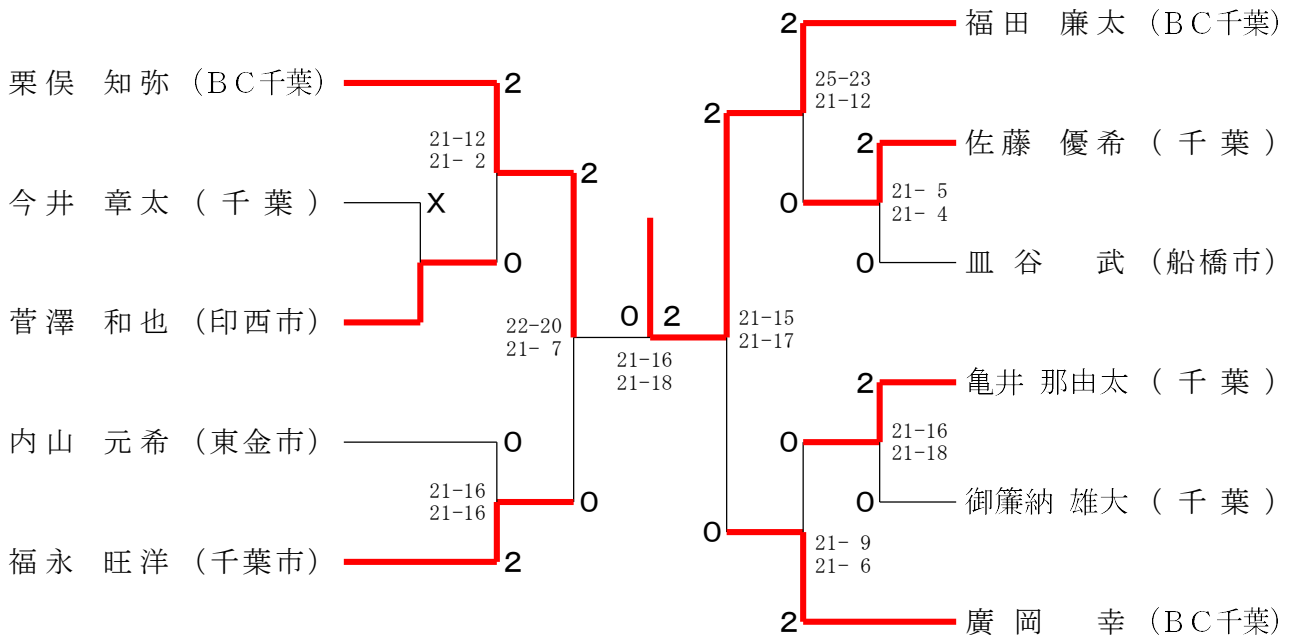 栗俣 知弥 (BC千葉)
2
21-12
21- 2
今井 章太 (千葉)
X
2
0
菅澤 和也 (印西市)
22-20
21- 7
内山 元希 (東金市)
0
21-16
21-16
0
福永 旺洋 (千葉市)
2
0 2
21-16
21-18
2
福田 廉太 (BC千葉)
25-23
21-12
2
2
佐藤 優希 (千葉)
21- 5
21- 4
0
0
皿谷 武 (船橋市)
21-15
21-17
2
亀井 那由太 (千葉)
0
21-16
21-18
0
御簾納 雄大 (千葉)
0
21- 9
21- 6
2
廣岡 幸 (BC千葉)